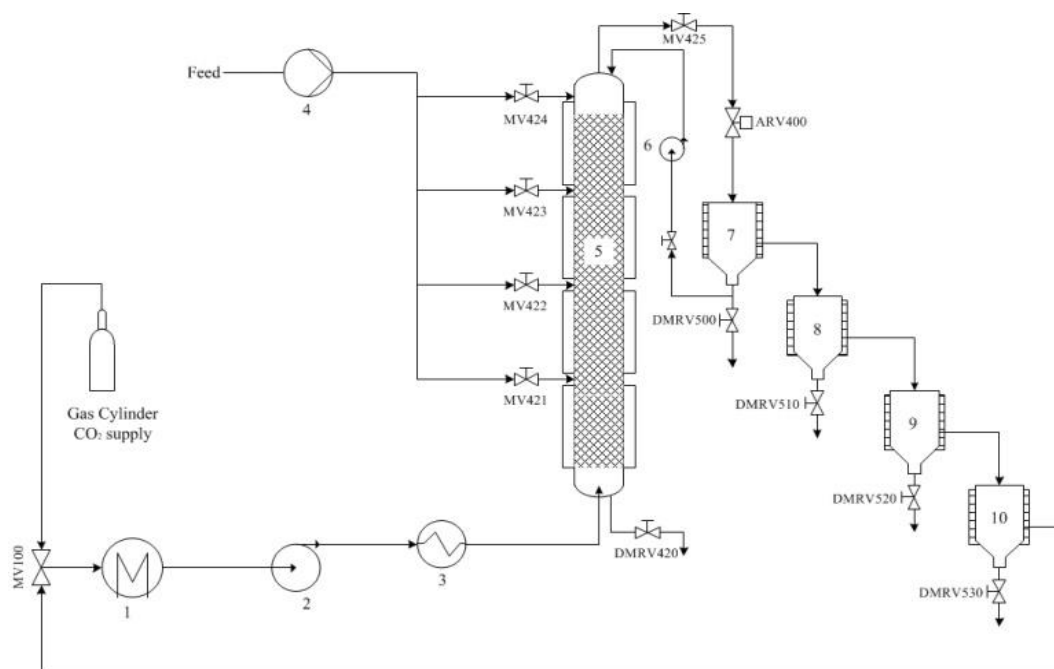 MV425
Feed
4
MV424
ARV400
6
MV423
7
5
MV422
DMRV500
8
MV421
Gas Cylinder
CO₂ supply
DMRV510
9
DMRV520
10
MV100
1
2
3
DMRV420
DMRV530